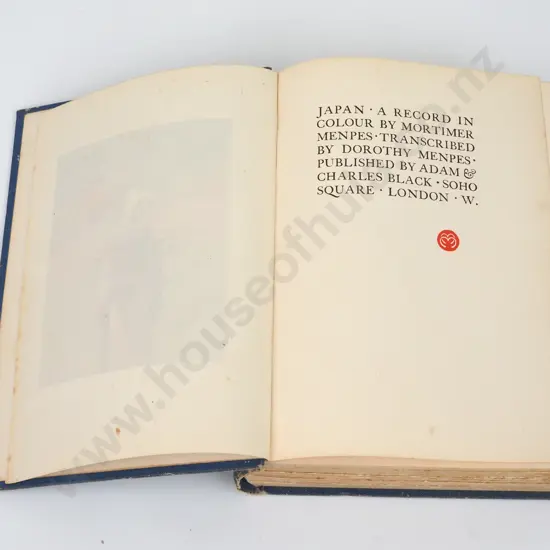 JAPAN · A RECORD IN
COLOUR BY MORTIMER
MENPES · TRANSCRIBED
BY DOROTHY MENPES ·
PUBLISHED BY ADAM &
CHARLES BLACK · SOHO
SQUARE · LONDON · W.
www.houseofhunt.co.nz